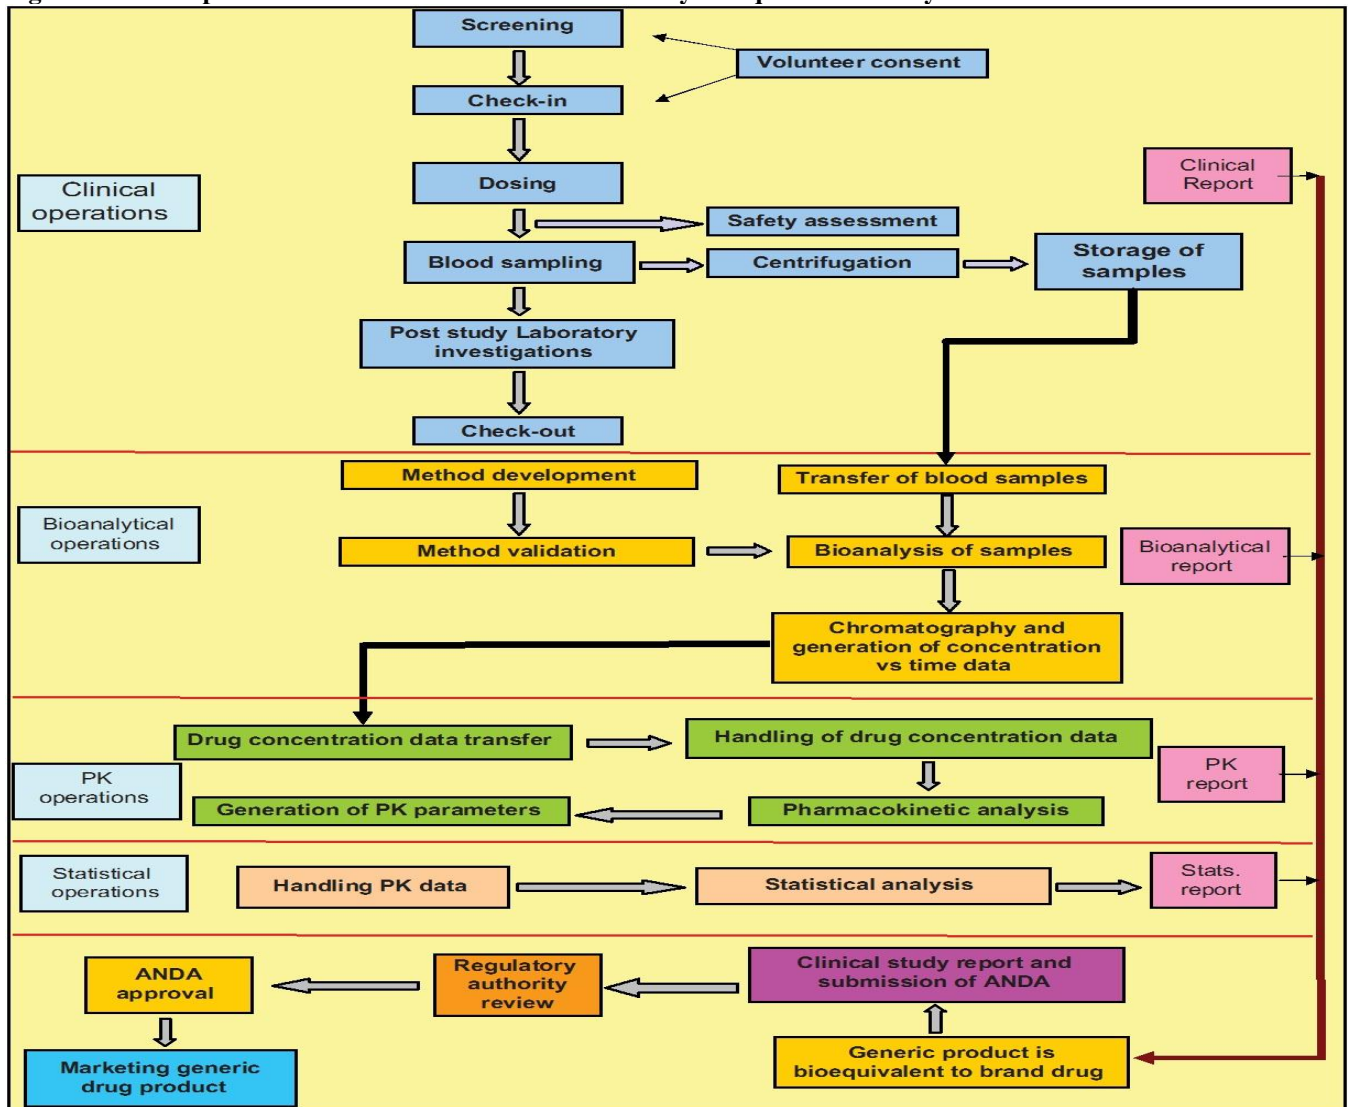 Screening
Volunteer consent
Check-in
Clinical
Report
Dosing
Clinical
operations
Safety assessment
Blood sampling
Centrifugation
Storage of
samples
Post study Laboratory
investigations
Check-out
Method development
Transfer of blood samples
Bioanalytical
operations
Method validation
Bioanalysis of samples
Bioanalytical
report
Chromatography and
generation of concentration
vs time data
Drug concentration data transfer
Handling of drug concentration data
PK
operations
PK
report
Generation of PK parameters
Pharmacokinetic analysis
Statistical
operations
Handling PK data
Statistical analysis
Stats.
report
ANDA
approval
Regulatory
authority
review
Clinical study report and
submission of ANDA
Marketing generic
drug product
Generic product is
bioequivalent to brand drug